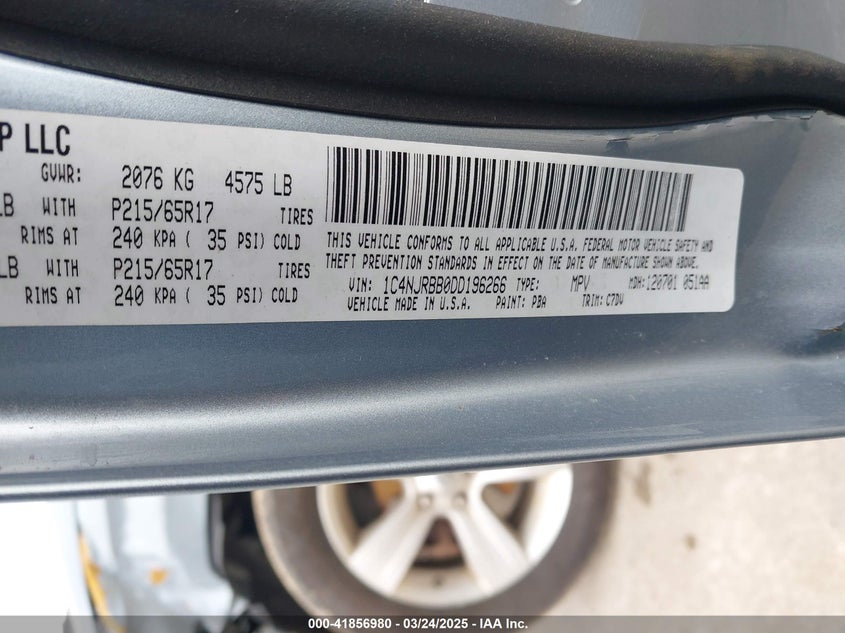 P LLC
GVWR: 2076 KG 4575 LB
LB WITH P215/65R17 TIRES
RIMS AT 240 KPA ( 35 PSI) COLD
LB WITH P215/65R17 TIRES
RIMS AT 240 KPA ( 35 PSI) COLD
THIS VEHICLE CONFORMS TO ALL APPLICABLE U.S.A. FEDERAL MOTOR VEHICLE SAFETY AND
THEFT PREVENTION STANDARDS IN EFFECT ON THE DATE OF MANUFACTURE SHOWN ABOVE.
VIN: 1C4NJRBB0DD196266 TYPE: MPV MDH:120701 051AA
VEHICLE MADE IN U.S.A. PAINT: PBA TRIM: C7DV
000-41856980 - 03/24/2025 - IAA Inc.